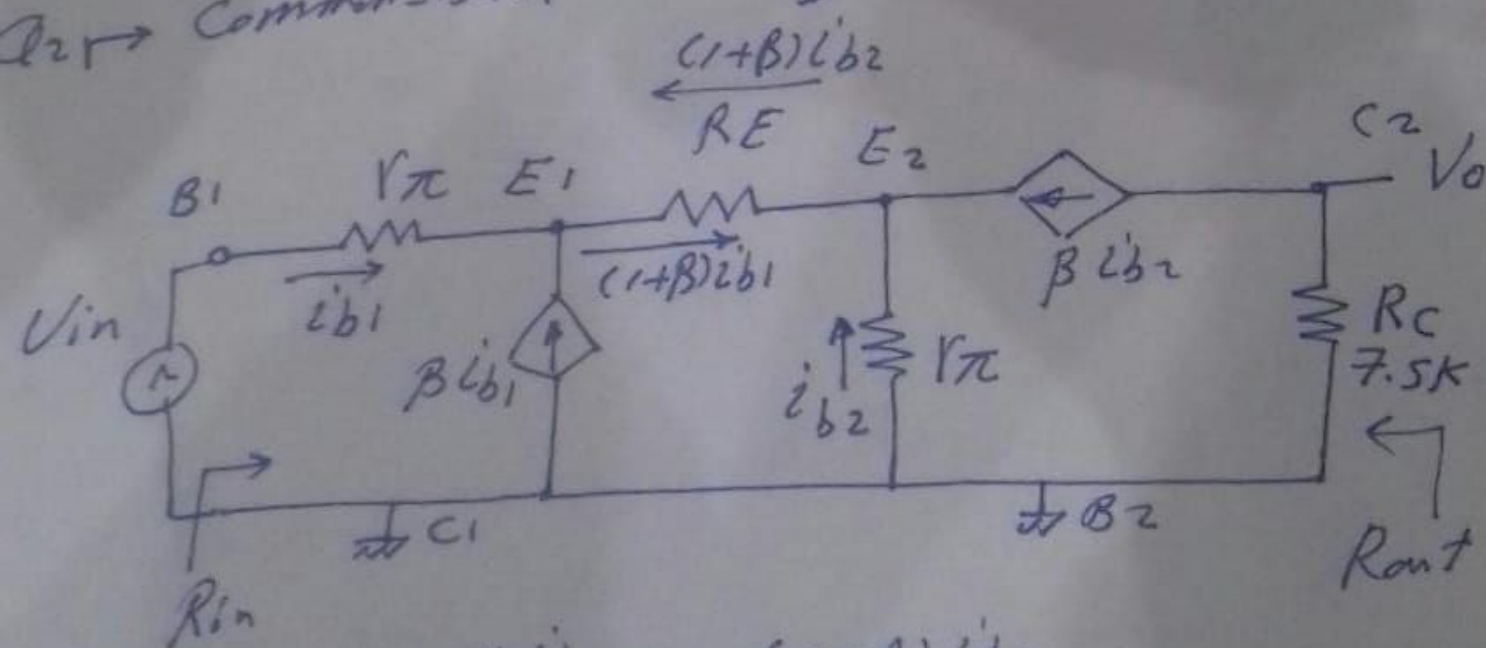 Q2 → Common
(1+β)ib2
RE
C2
B1
rπ
E1
E2
Vo
Vin
ib1
(1+β)ib1
βib2
βib1
rπ
ib2
RC
7.5K
C1
B2
Rin
Rout